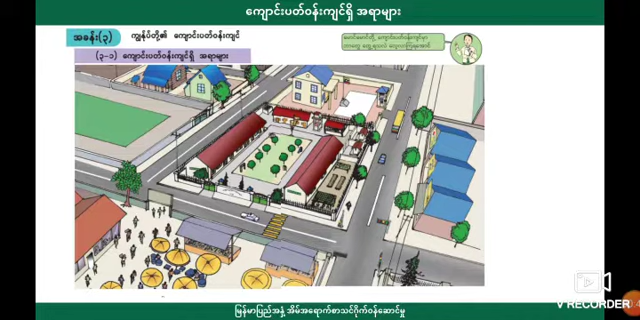 ကျောင်းပတ်ဝန်းကျင်ရှိ အရာများ
အခန်း(၃) ကျွန်ုပ်တို့၏ ကျောင်းပတ်ဝန်းကျင်
(၃-၁) ကျောင်းပတ်ဝန်းကျင်ရှိ အရာများ
V RECORDER
မြန်မာပြည်အနှံ့ အိမ်အရောက်စာသင်ဝိုက်ဝန်ဆောင်မှု